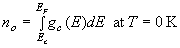 n_o = ∫_{E_c}^{E_F} g_c(E)dE at T = 0 K